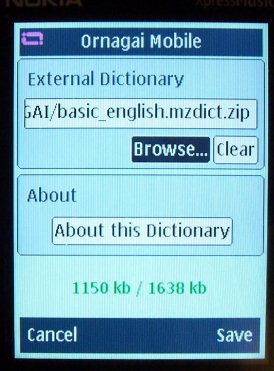 NOKIA XpressMusic
Ornagai Mobile
External Dictionary
GAI/basic_english.mzdict.zip
Browse... Clear
About
About this Dictionary
1150 kb / 1638 kb
Cancel Save